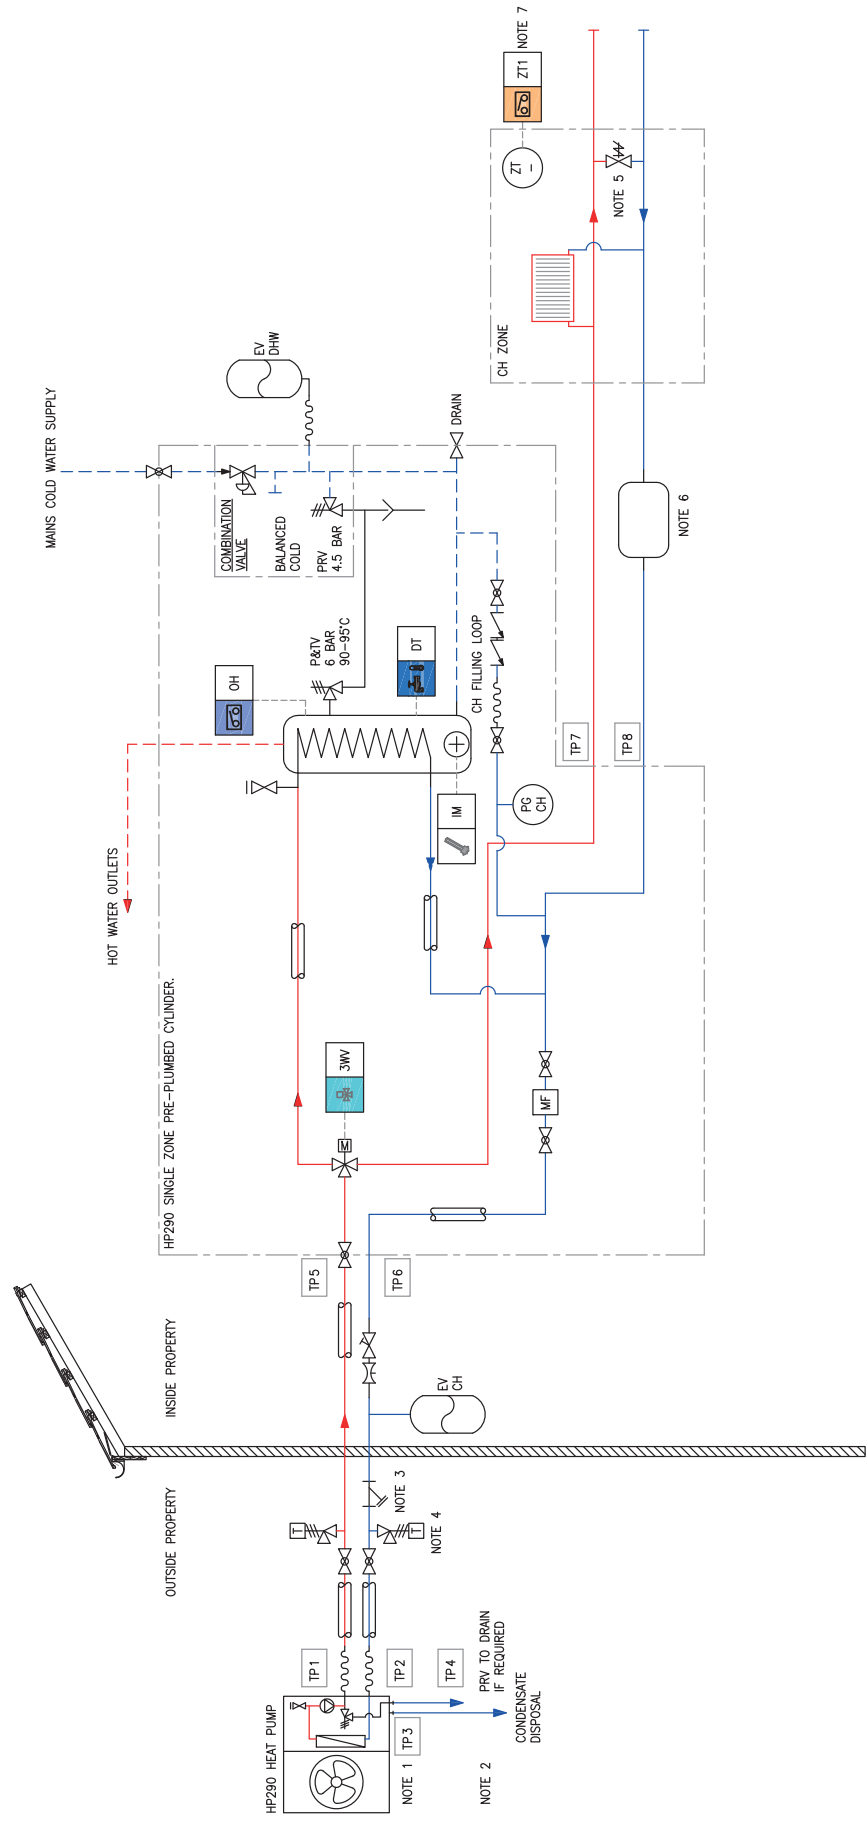 HP290 HEAT PUMP
NOTE 1
NOTE 2
TP3
TP1
TP2
TP4
PRV TO DRAIN
IF REQUIRED
CONDENSATE
DISPOSAL
OUTSIDE PROPERTY
T
T
NOTE 4
NOTE 3
INSIDE PROPERTY
EV
CH
TP5
TP6
HP290 SINGLE ZONE PRE-PLUMBED CYLINDER.
M
3WV
MF
HOT WATER OUTLETS
OH
IM
PG
CH
DT
P&TV
6 BAR
90-95°C
CH FILLING LOOP
TP7
TP8
MAINS COLD WATER SUPPLY
COMBINATION
VALVE
BALANCED
COLD
PRV
4.5 BAR
EV
DHW
DRAIN
NOTE 6
CH ZONE
NOTE 5
ZT
-
ZT1
NOTE 7